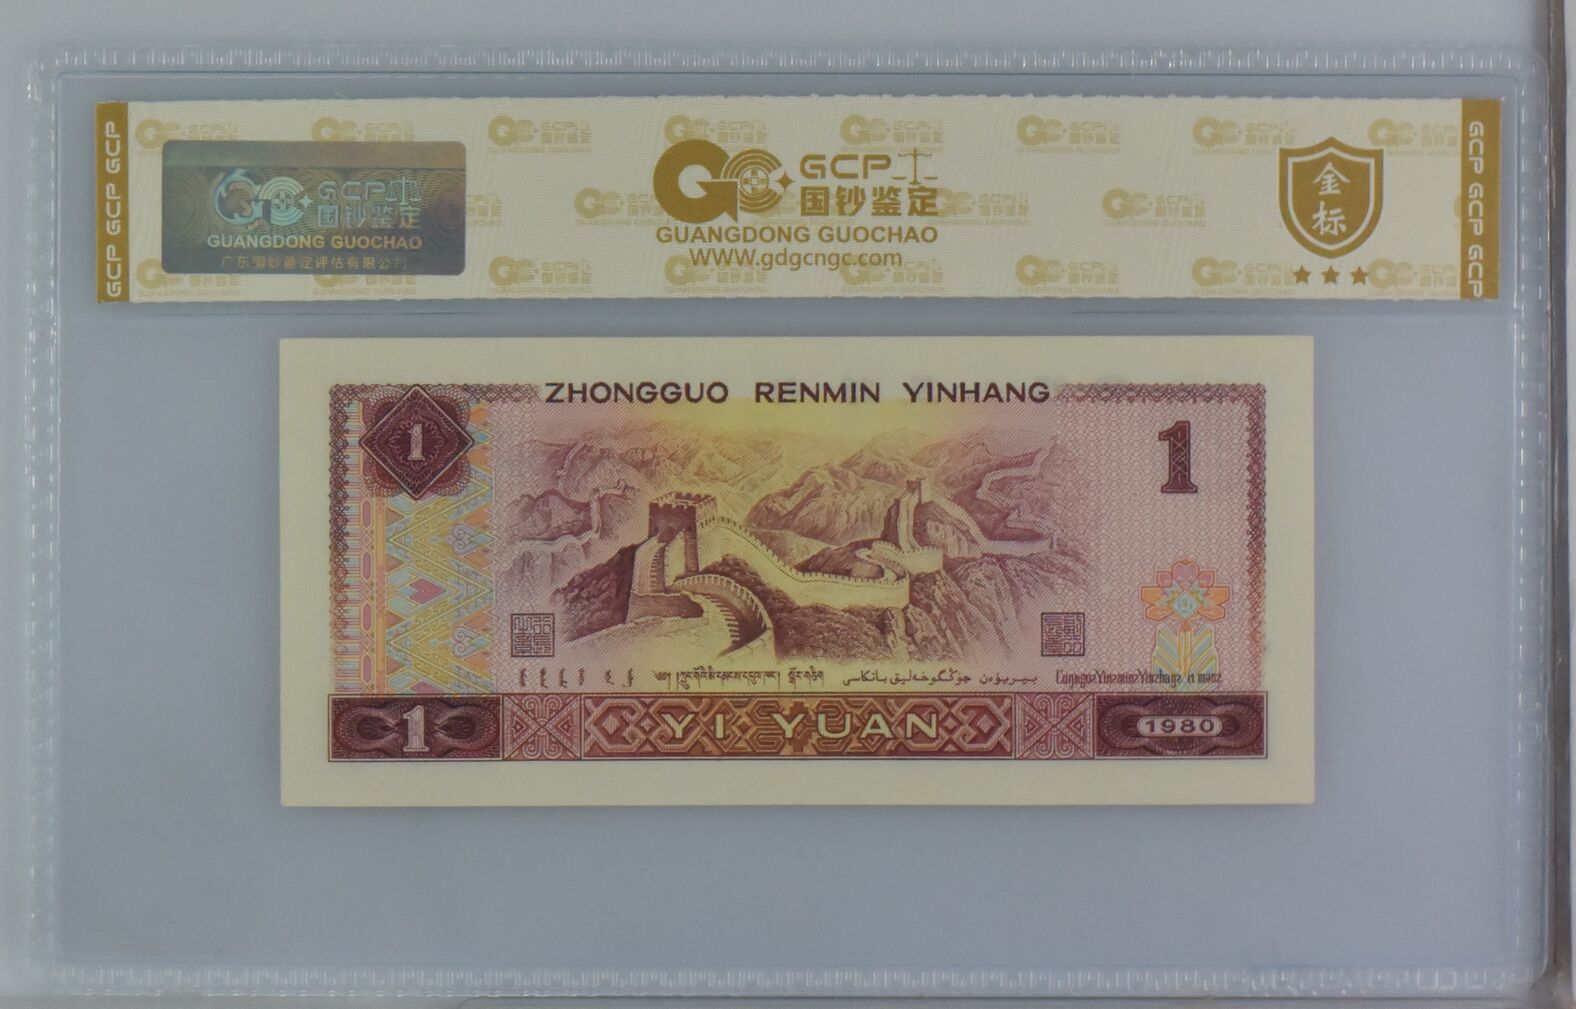 GCP GCP GCP
GCP
国钞鉴定
GUANGDONG GUOCHAO
广东国钞鉴定评估有限公司
GCP
国钞鉴定
GUANGDONG GUOCHAO
WWW.gdgcngc.com
金
标
GCP GCP GCP
ZHONGGUO RENMIN YINHANG
1
1
1
YI YUAN
1980